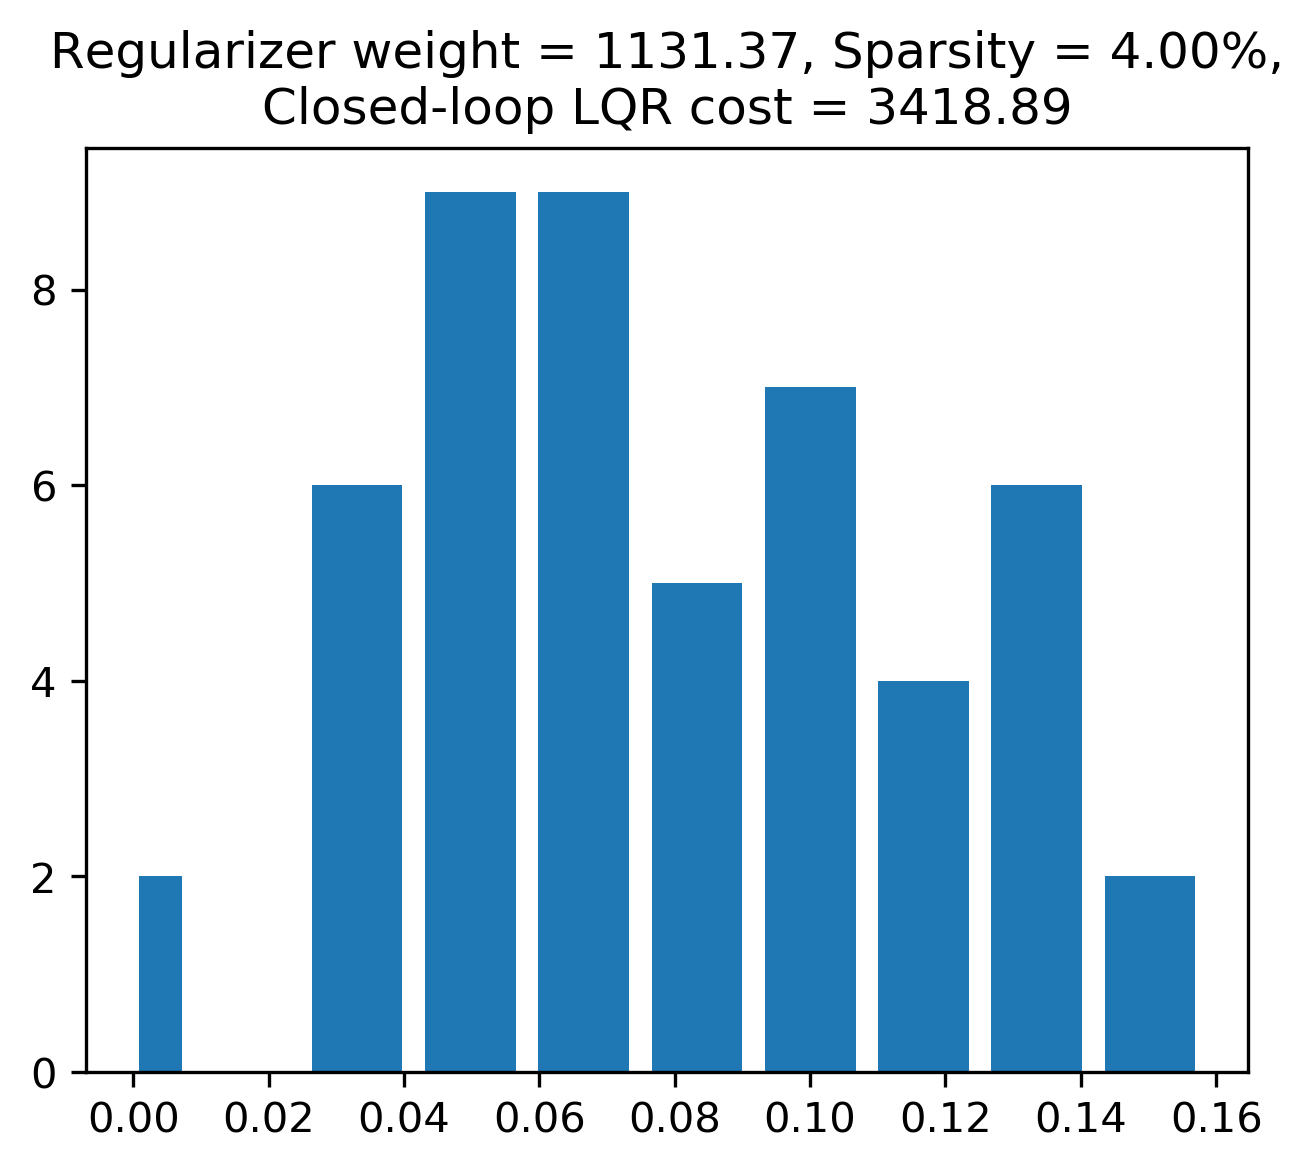 Regularizer weight = 1131.37, Sparsity = 4.00%,
Closed-loop LQR cost = 3418.89
8
6
4
2
0
0.00 0.02 0.04 0.06 0.08 0.10 0.12 0.14 0.16